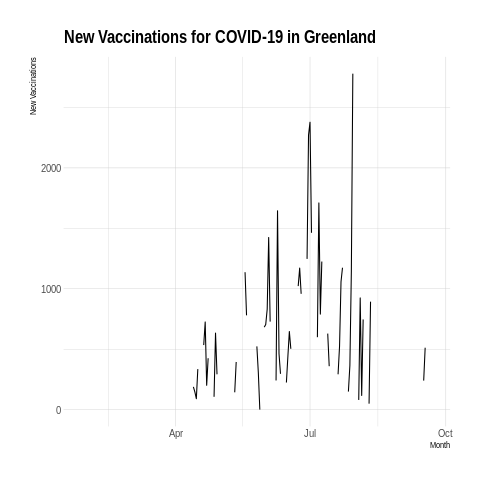 New Vaccinations for COVID-19 in Greenland
New Vaccinations
2000
1000
0
Apr
Jul
Oct
Month